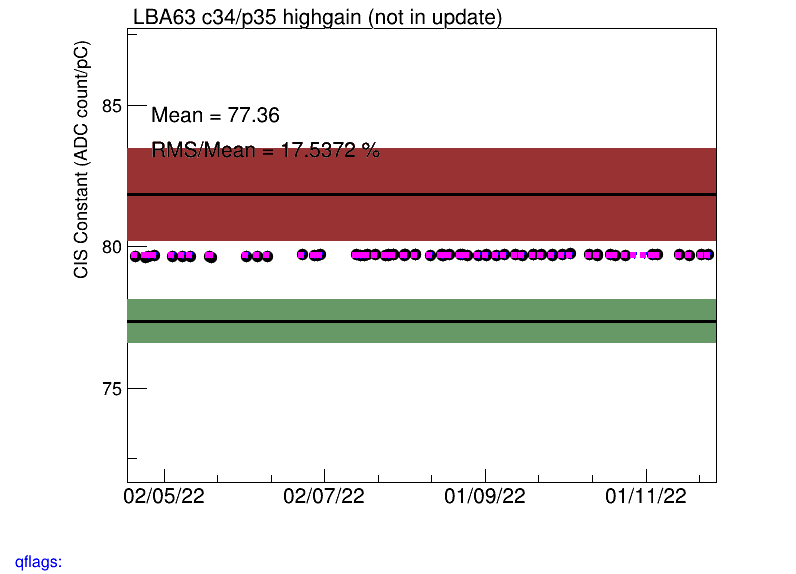 LBA63 c34/p35 highgain (not in update)
CIS Constant (ADC count/pC)
85
80
75
Mean = 77.36
RMS/Mean = 17.5372 %
02/05/22 02/07/22 01/09/22 01/11/22
qflags: